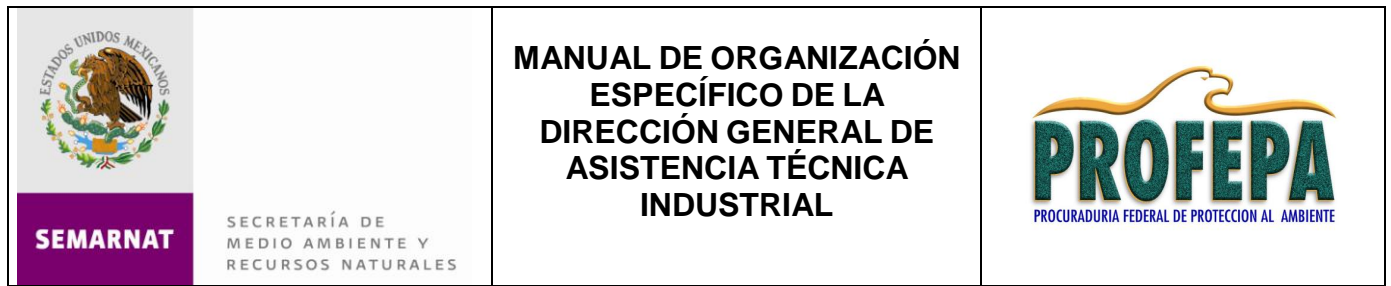 ESTADOS UNIDOS MEXICANOS
SEMARNAT
SECRETARÍA DE
MEDIO AMBIENTE Y
RECURSOS NATURALES
MANUAL DE ORGANIZACIÓN
ESPECÍFICO DE LA
DIRECCIÓN GENERAL DE
ASISTENCIA TÉCNICA
INDUSTRIAL
PROFEPA
PROCURADURIA FEDERAL DE PROTECCION AL AMBIENTE